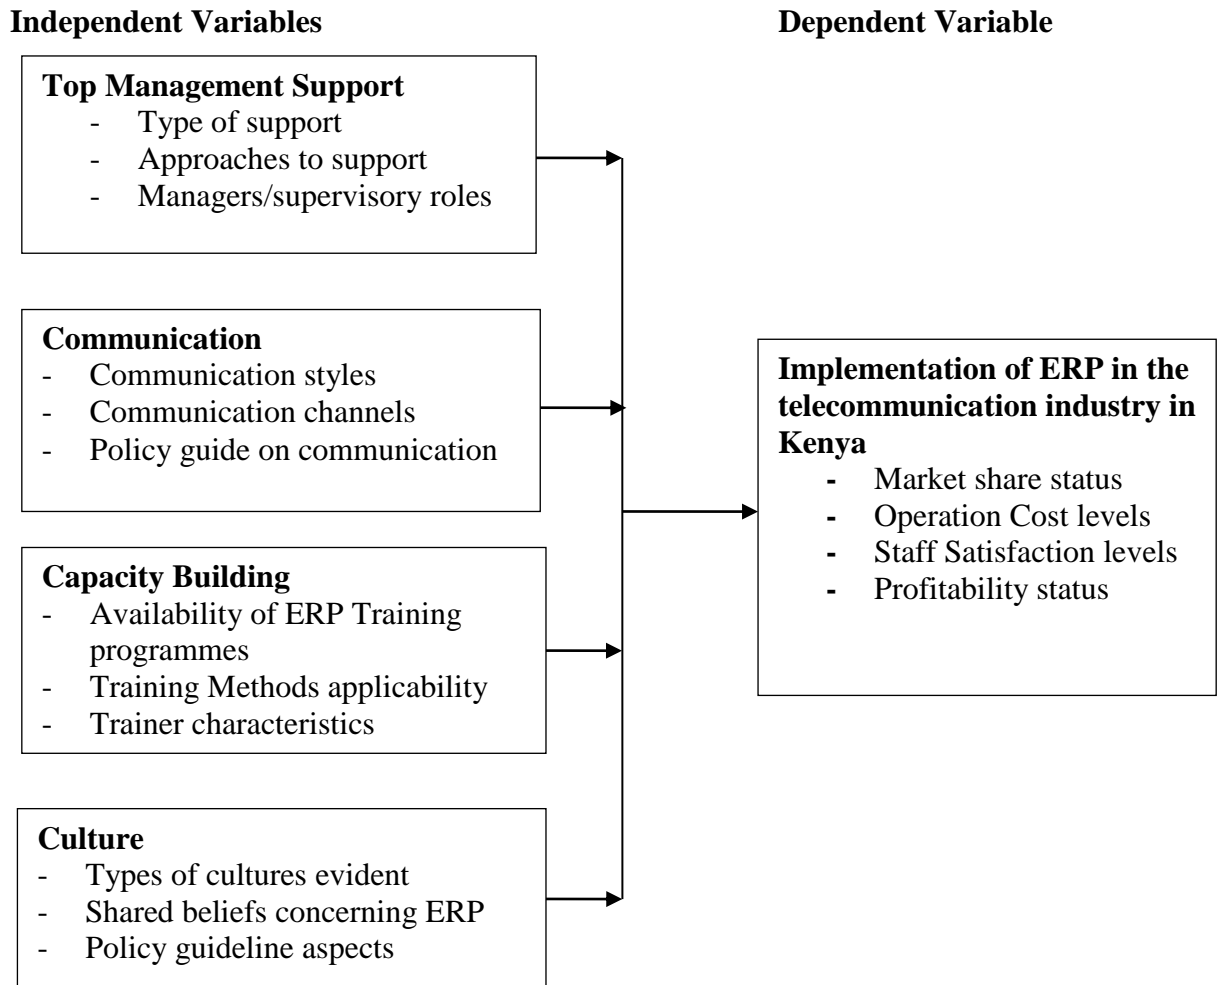 Independent Variables
Dependent Variable
Top Management Support
- Type of support
- Approaches to support
- Managers/supervisory roles
Communication
- Communication styles
- Communication channels
- Policy guide on communication
Capacity Building
- Availability of ERP Training
programmes
- Training Methods applicability
- Trainer characteristics
Culture
- Types of cultures evident
- Shared beliefs concerning ERP
- Policy guideline aspects
Implementation of ERP in the
telecommunication industry in
Kenya
- Market share status
- Operation Cost levels
- Staff Satisfaction levels
- Profitability status